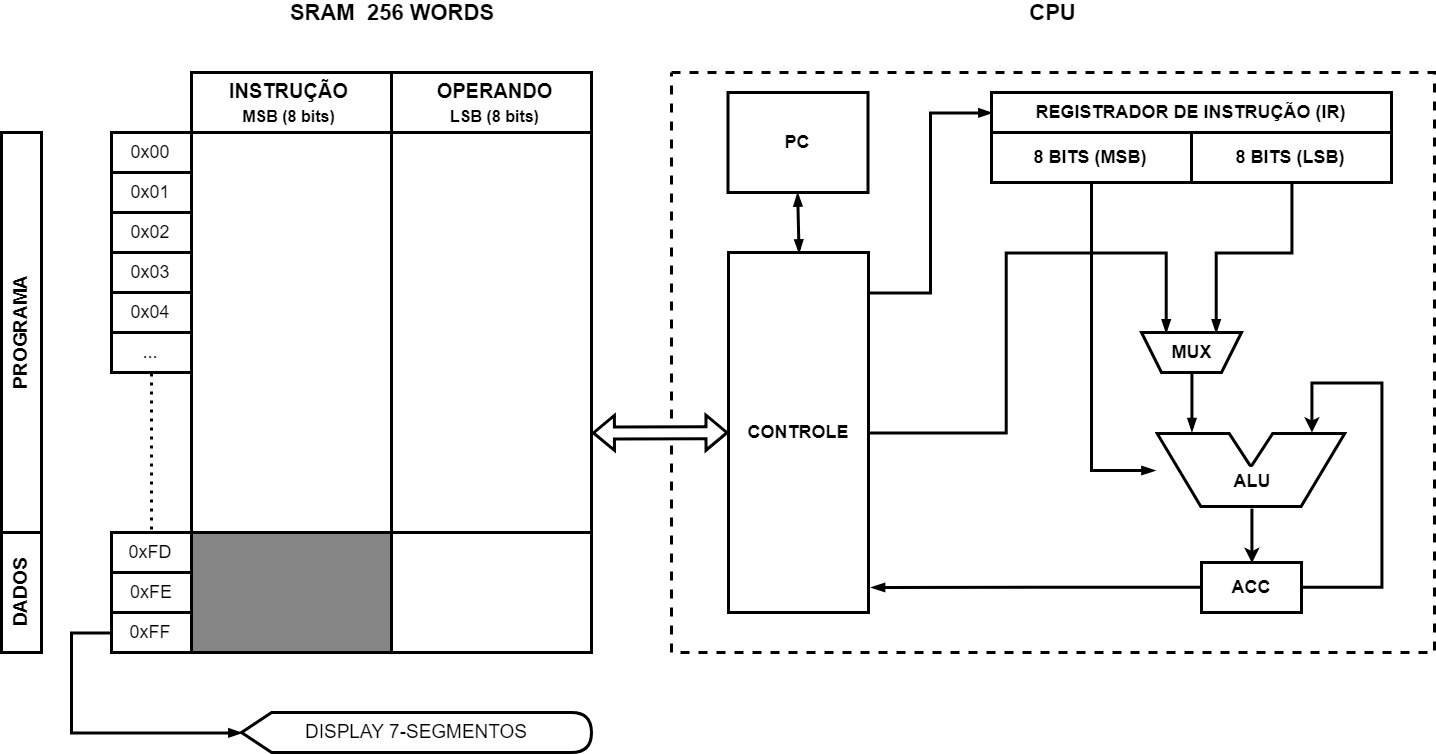 SRAM 256 WORDS
CPU
INSTRUÇÃO
MSB (8 bits)
OPERANDO
LSB (8 bits)
PROGRAMA
0x00
0x01
0x02
0x03
0x04
...
DADOS
0xFD
0xFE
0xFF
DISPLAY 7-SEGMENTOS
PC
REGISTRADOR DE INSTRUÇÃO (IR)
8 BITS (MSB)
8 BITS (LSB)
CONTROLE
MUX
ALU
ACC